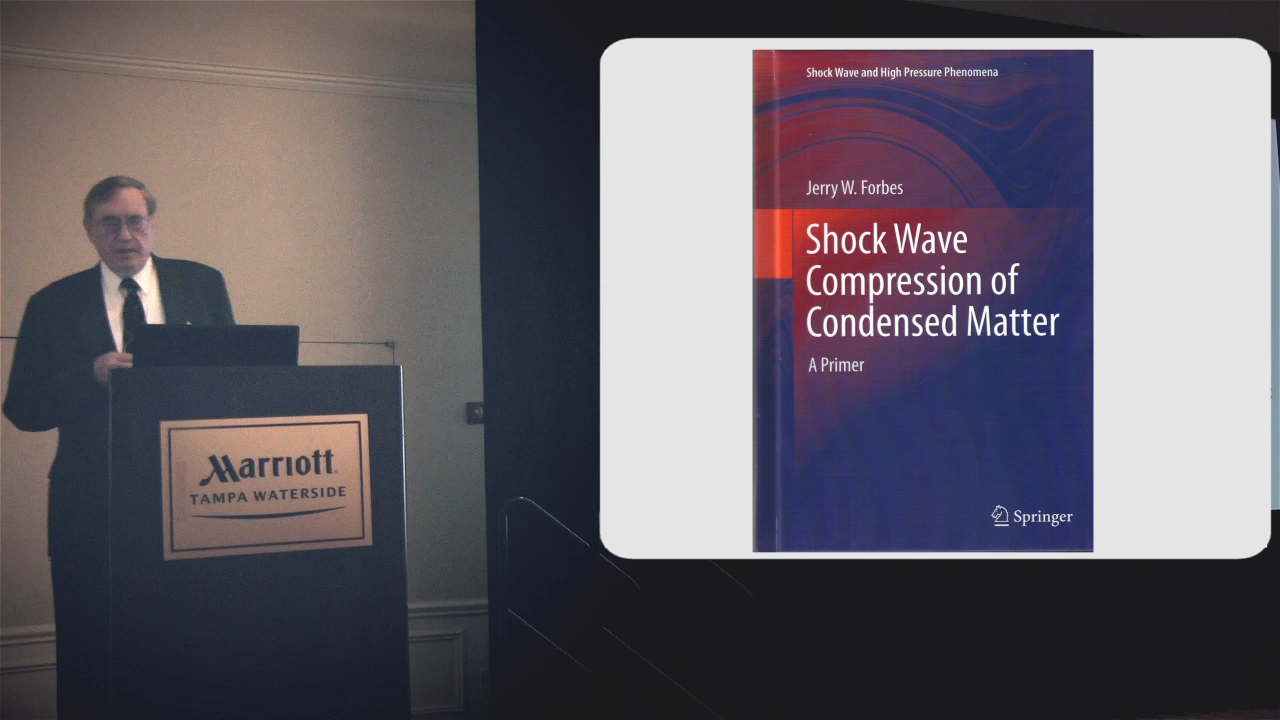 Marriott
TAMPA WATERSIDE
Shock Wave and High Pressure Phenomena
Jerry W. Forbes
Shock Wave
Compression of
Condensed Matter
A Primer
Springer